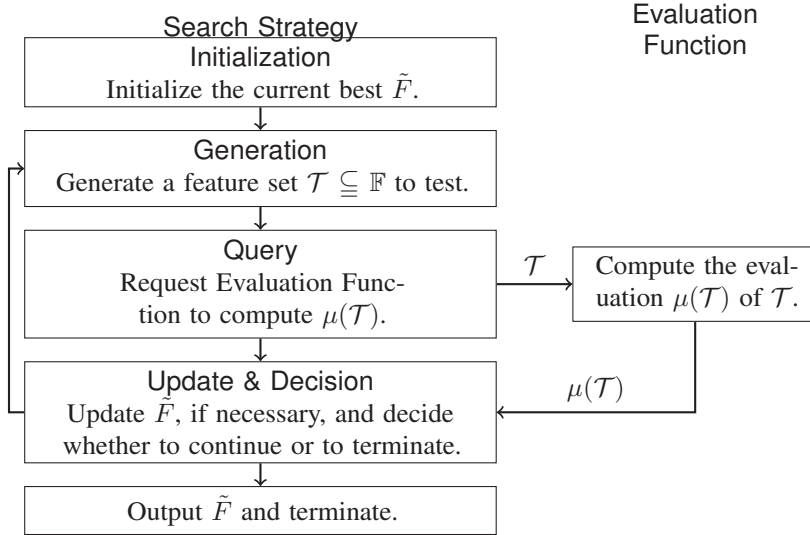 Search Strategy
Evaluation
Function
Initialization
Initialize the current best F̃.
Generation
Generate a feature set 𝒯 ⫅ 𝔽 to test.
Query
Request Evaluation Func-
tion to compute μ(𝒯).
𝒯
Compute the eval-
uation μ(𝒯) of 𝒯.
Update & Decision
Update F̃, if necessary, and decide
whether to continue or to terminate.
μ(𝒯)
Output F̃ and terminate.